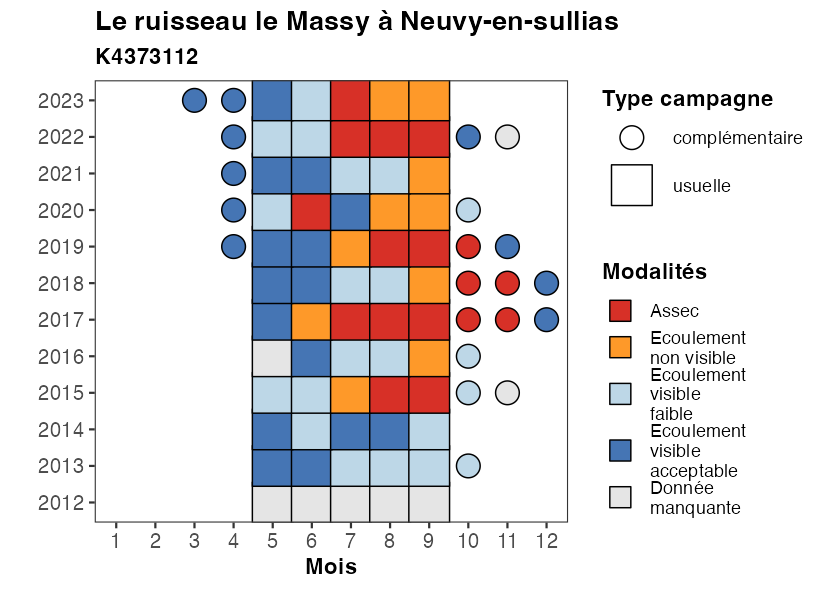 Le ruisseau le Massy à Neuvy-en-sullias
K4373112
2023
2022
2021
2020
2019
2018
2017
2016
2015
2014
2013
2012
1 2 3 4 5 6 7 8 9 10 11 12
Mois
Type campagne
complémentaire
usuelle
Modalités
Assec
Ecoulement
non visible
Ecoulement
visible
faible
Ecoulement
visible
acceptable
Donnée
manquante